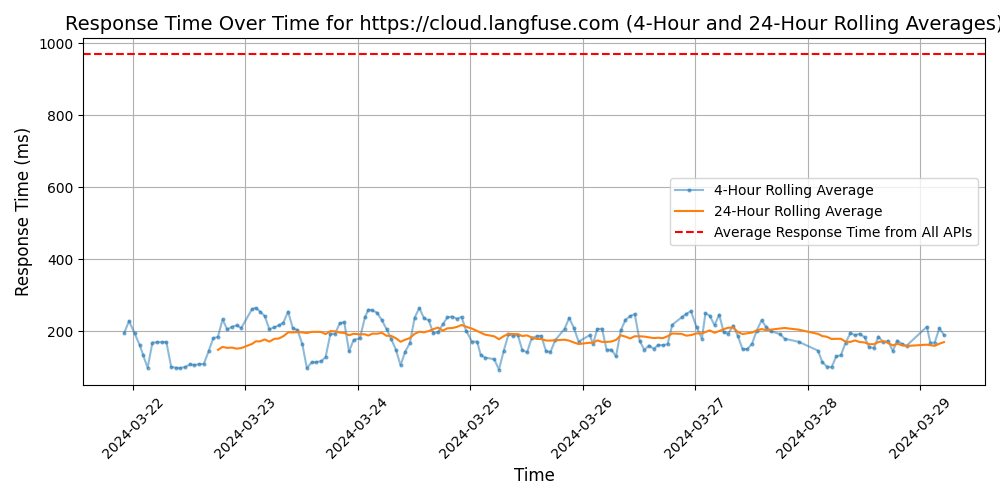 Response Time Over Time for https://cloud.langfuse.com (4-Hour and 24-Hour Rolling Averages)
Response Time (ms)
1000
800
600
400
200
4-Hour Rolling Average
24-Hour Rolling Average
Average Response Time from All APIs
2024-03-22
2024-03-23
2024-03-24
2024-03-25
2024-03-26
2024-03-27
2024-03-28
2024-03-29
Time